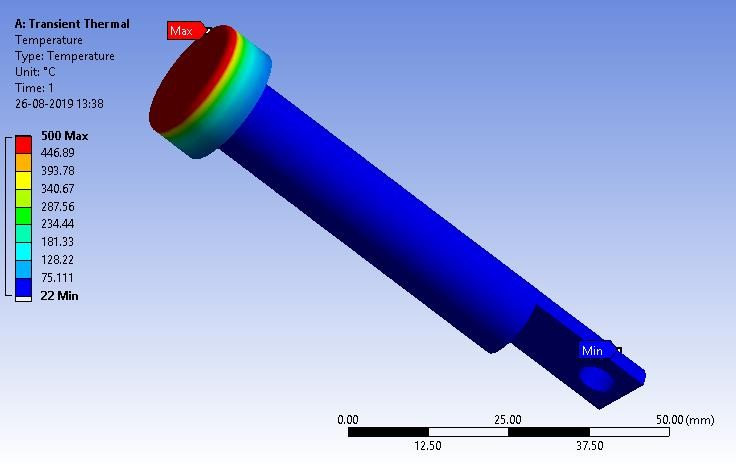 A: Transient Thermal
Temperature
Type: Temperature
Unit: °C
Time: 1
26-08-2019 13:38
500 Max
446.89
393.78
340.67
287.56
234.44
181.33
128.22
75.111
22 Min
Max
Min
0.00 25.00 50.00 (mm)
12.50 37.50